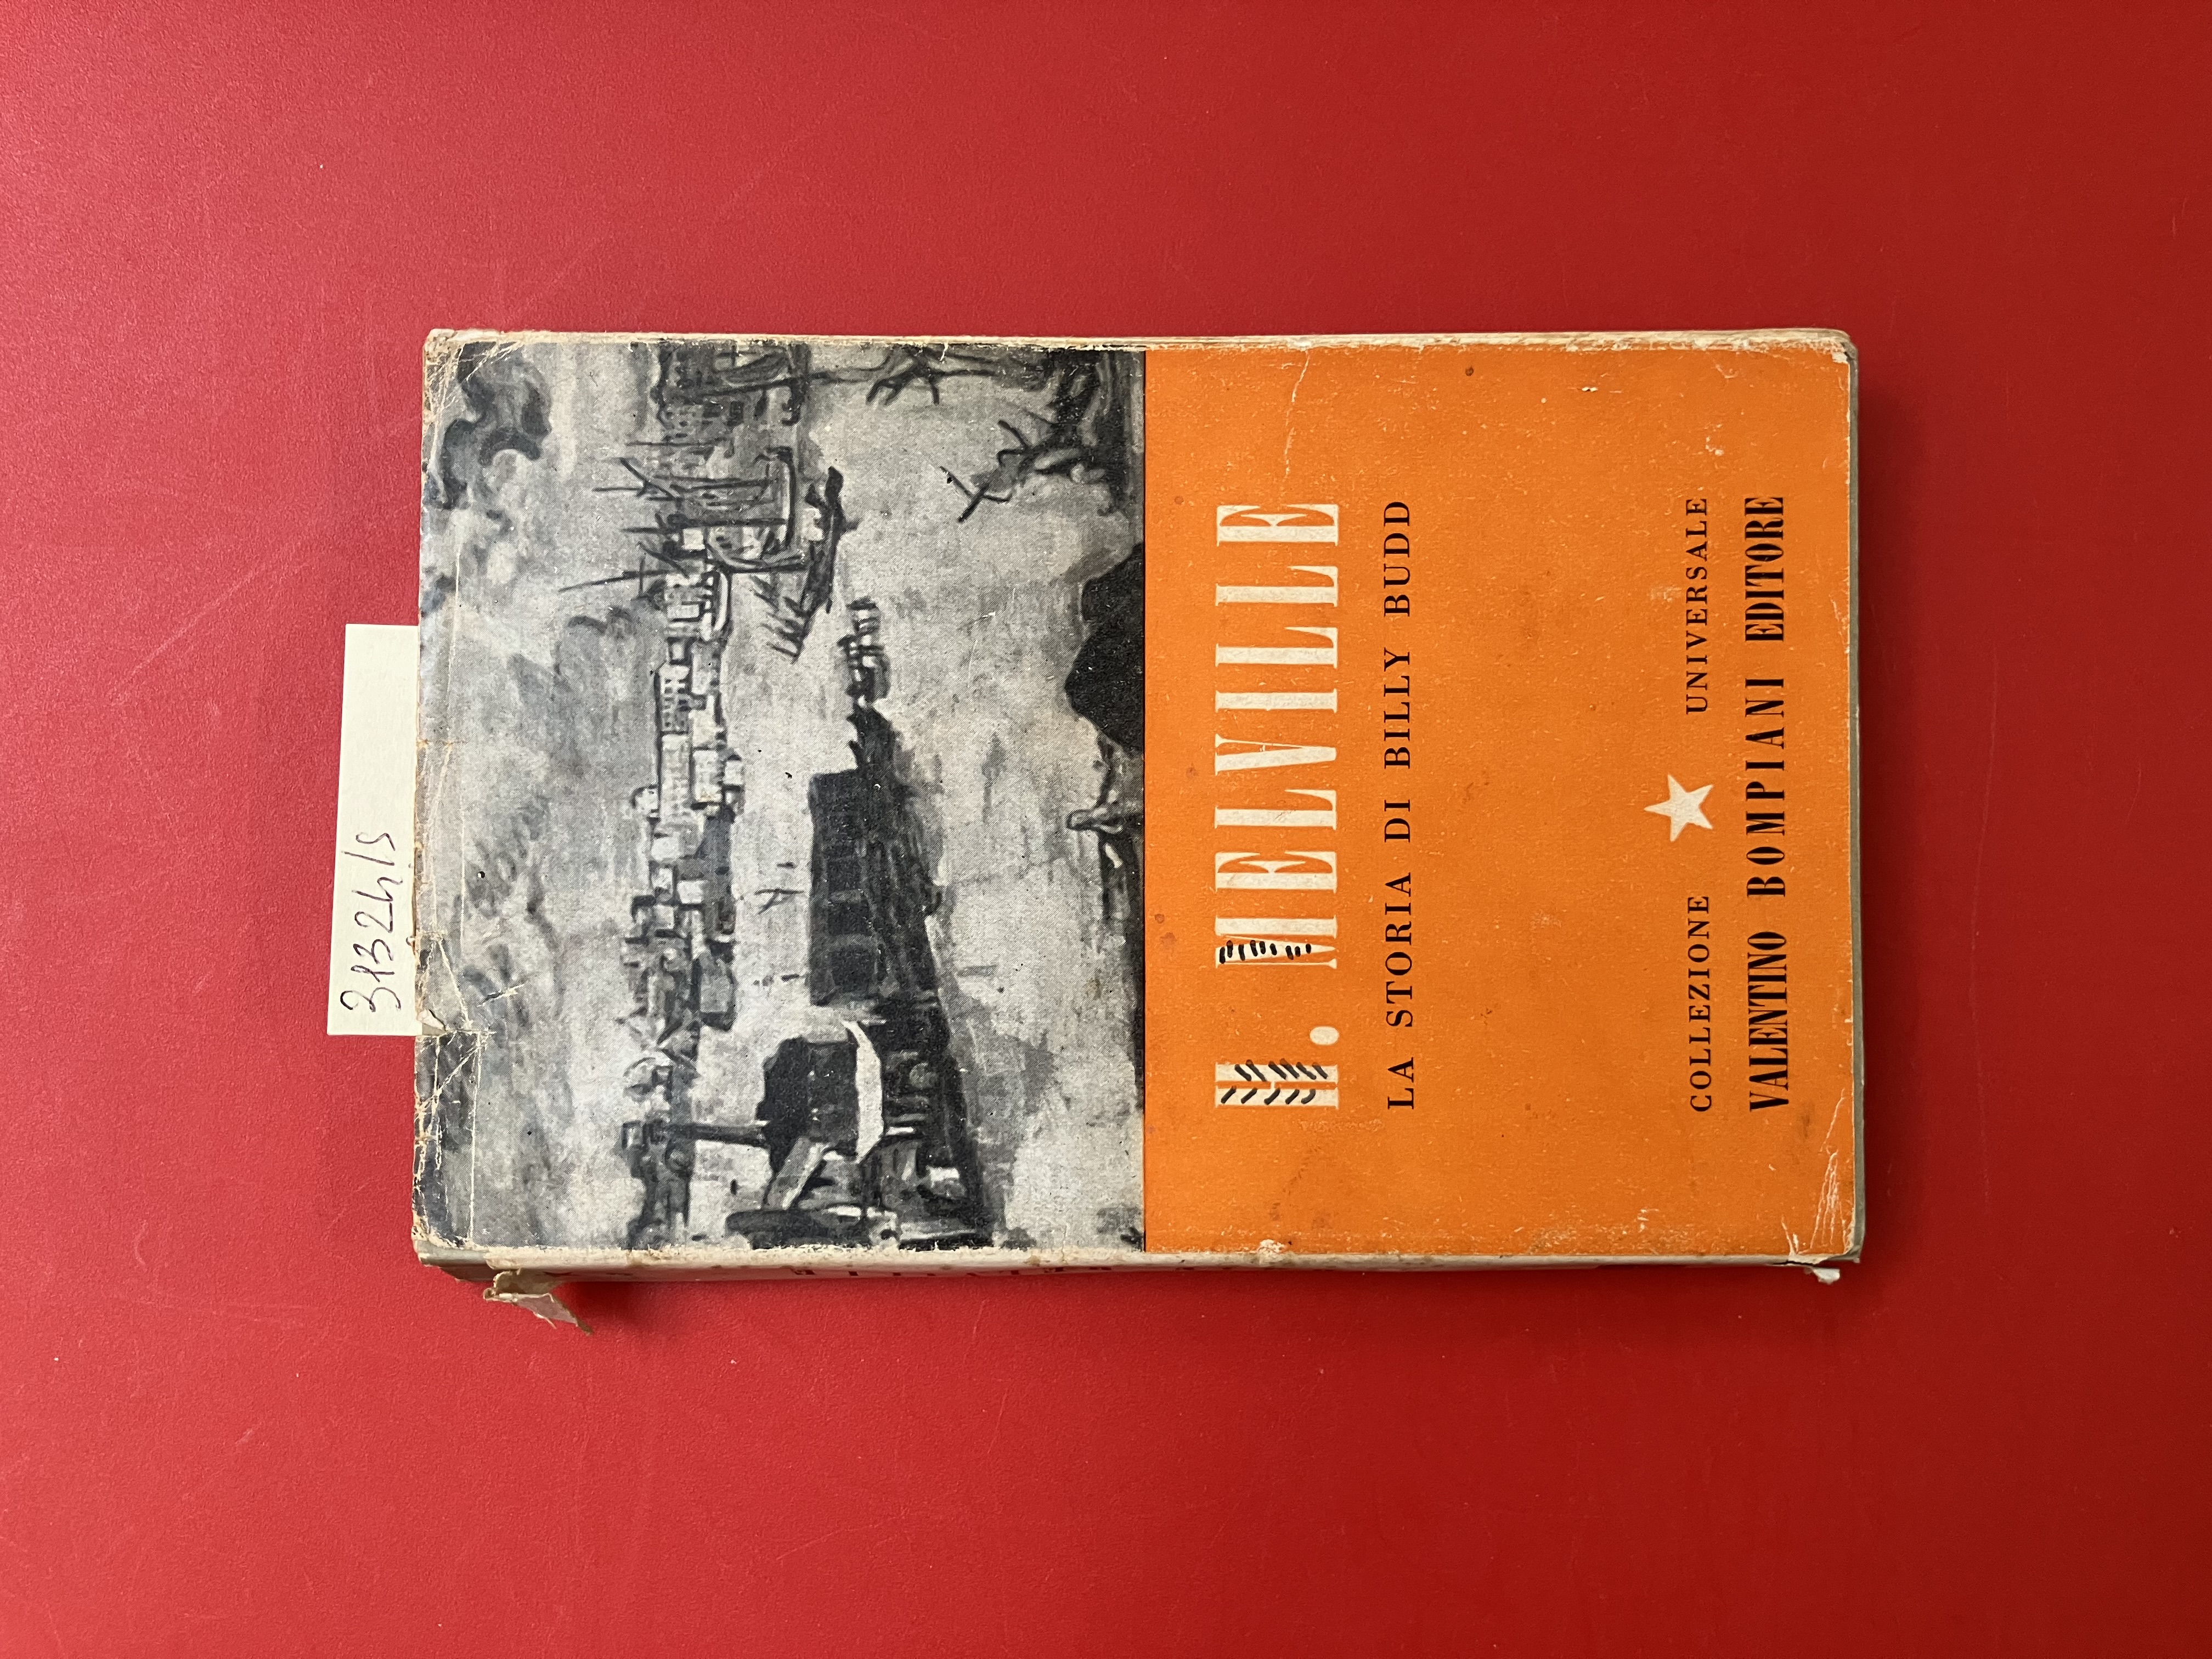 31324/S
H. MELVILLE
LA STORIA DI BILLY BUDD
COLLEZIONE ★ UNIVERSALE
VALENTINO BOMPIANI EDITORE